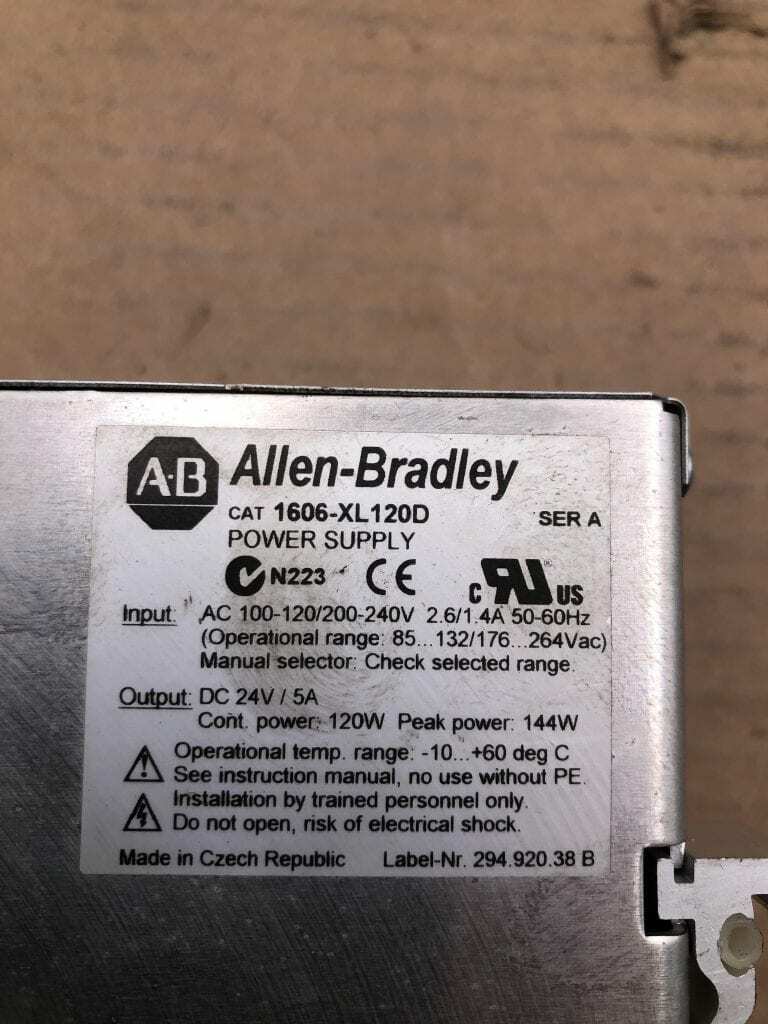 A·B Allen-Bradley
CAT 1606-XL120D SER A
POWER SUPPLY
N223 CE c RU US
Input: AC 100-120/200-240V 2.6/1.4A 50-60Hz
(Operational range: 85...132/176...264Vac)
Manual selector: Check selected range.
Output: DC 24V / 5A
Cont. power: 120W Peak power: 144W
Operational temp. range: -10...+60 deg C
See instruction manual, no use without PE.
Installation by trained personnel only.
Do not open, risk of electrical shock.
Made in Czech Republic Label-Nr. 294.920.38 B